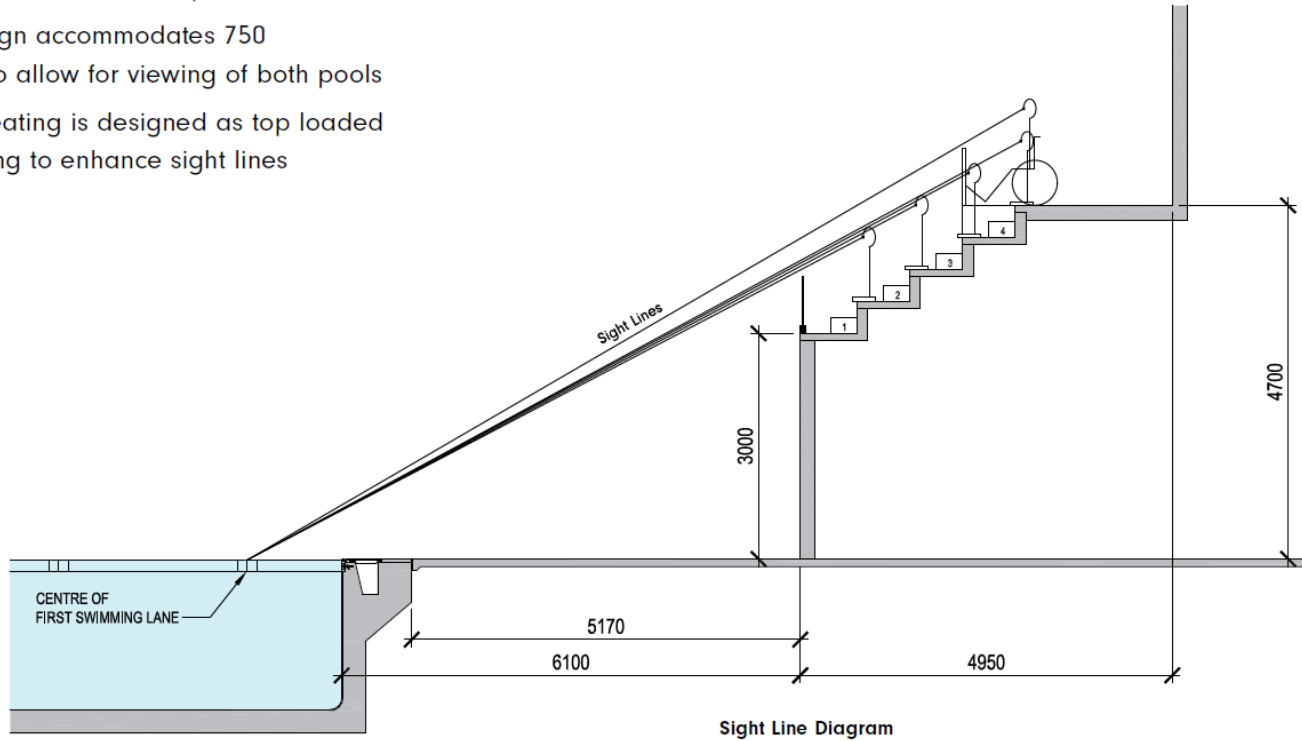 ign accommodates 750
o allow for viewing of both pools
eating is designed as top loaded
ng to enhance sight lines
Sight Lines
4
3
2
1
3000
4700
CENTRE OF
FIRST SWIMMING LANE
5170
6100
4950
Sight Line Diagram